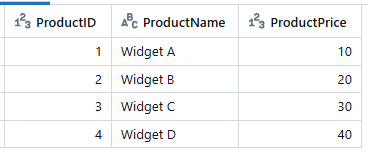 123 ProductID ABC ProductName 123 ProductPrice
1 Widget A 10
2 Widget B 20
3 Widget C 30
4 Widget D 40